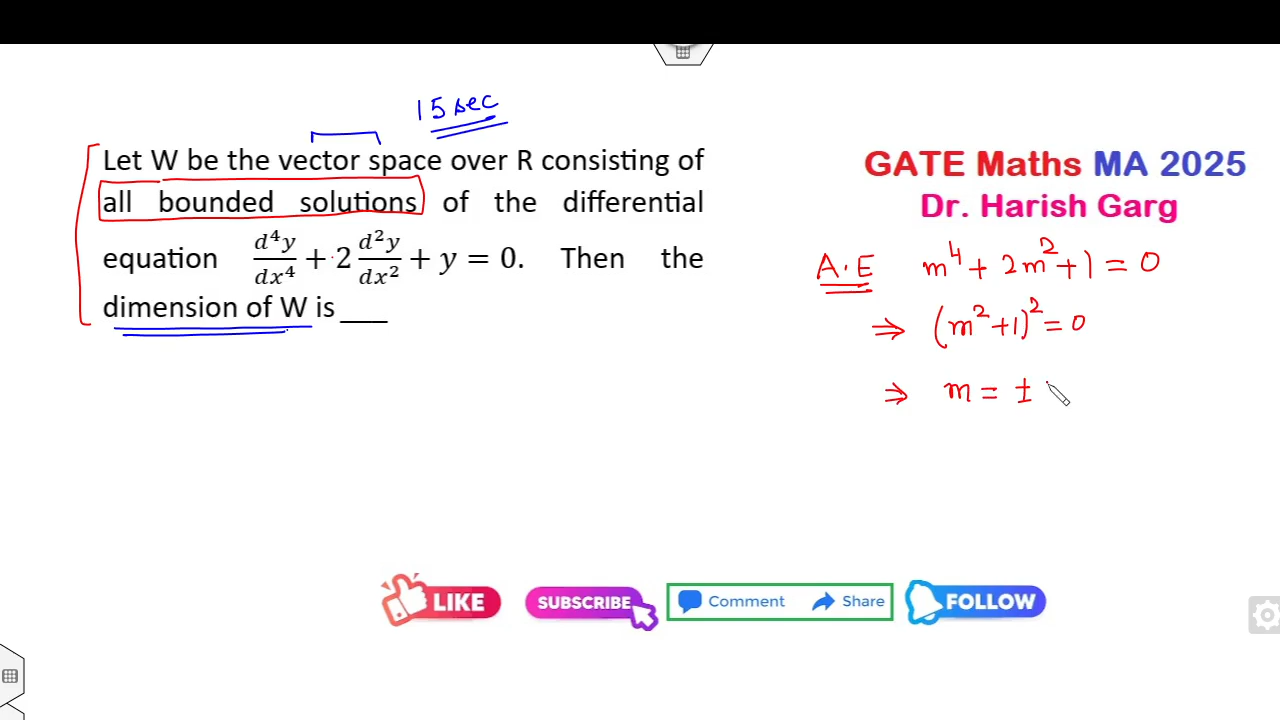 15 sec
Let W be the vector space over R consisting of
all bounded solutions of the differential
equation d⁴y/dx⁴ + 2 d²y/dx² + y = 0. Then the
dimension of W is ___
GATE Maths MA 2025
Dr. Harish Garg
A.E m⁴ + 2m² + 1 = 0
⇒ (m² + 1)² = 0
⇒ m = ±
LIKE SUBSCRIBE Comment Share FOLLOW